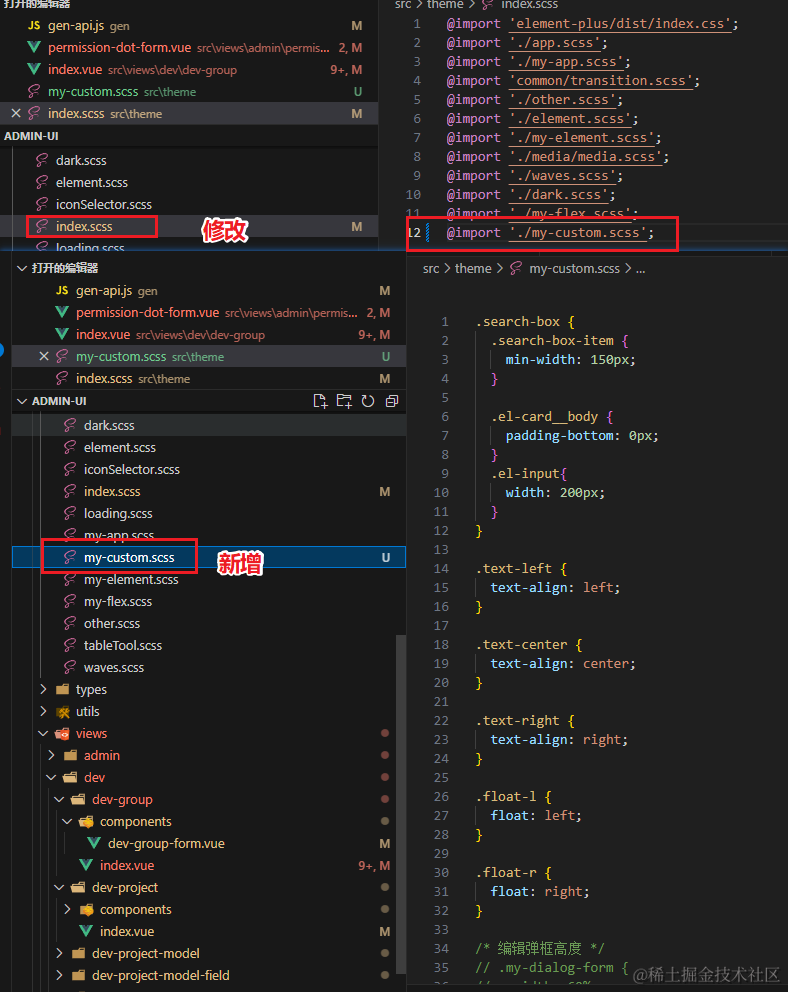 打开的编辑器
JS gen-api.js gen M
permission-dot-form.vue src\views\admin\permis... 2, M
index.vue src\views\dev\dev-group 9+, M
my-custom.scss src\theme U
index.scss src\theme M
ADMIN-UI
dark.scss
element.scss
iconSelector.scss
index.scss M
修改
loading.scss
src > theme > index.scss
1 @import 'element-plus/dist/index.css';
2 @import './app.scss';
3 @import './my-app.scss';
4 @import 'common/transition.scss';
5 @import './other.scss';
6 @import './element.scss';
7 @import './my-element.scss';
8 @import './media/media.scss';
9 @import './waves.scss';
10 @import './dark.scss';
11 @import './my-flex.scss';
12 @import './my-custom.scss';
打开的编辑器
JS gen-api.js gen M
permission-dot-form.vue src\views\admin\permis... 2, M
index.vue src\views\dev\dev-group 9+, M
my-custom.scss src\theme U
index.scss src\theme M
ADMIN-UI
dark.scss
element.scss
iconSelector.scss
index.scss M
loading.scss
my-app.scss
my-custom.scss U
新增
my-element.scss
my-flex.scss
other.scss
tableTool.scss
waves.scss
types
utils
views
admin
dev
dev-group
components
dev-group-form.vue M
index.vue 9+, M
dev-project
components
index.vue M
dev-project-model
dev-project-model-field
src > theme > my-custom.scss > ...
1 .search-box {
2 .search-box-item {
3 min-width: 150px;
4 }
5
6 .el-card__body {
7 padding-bottom: 0px;
8 }
9 .el-input{
10 width: 200px;
11 }
12 }
13
14 .text-left {
15 text-align: left;
16 }
17
18 .text-center {
19 text-align: center;
20 }
21
22 .text-right {
23 text-align: right;
24 }
25
26 .float-l {
27 float: left;
28 }
29
30 .float-r {
31 float: right;
32 }
33
34 /* 编辑弹框高度 */
35 // .my-dialog-form {
@稀土掘金技术社区